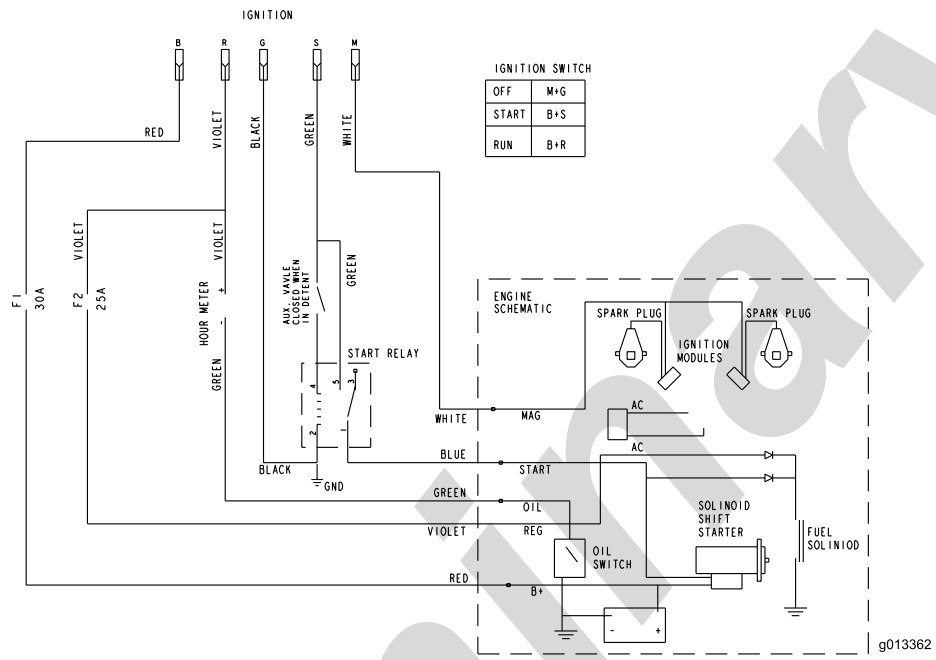 IGNITION
B R G S M
IGNITION SWITCH
OFF M+G
START B+S
RUN B+R
RED
VIOLET
BLACK
GREEN
WHITE
VIOLET
VIOLET
GREEN
AUX. VAVLE
CLOSED WHEN
IN DETENT
F1
30A
F2
25A
HOUR METER
+
-
GREEN
START RELAY
4 5 3
2 1
BLACK
GND
ENGINE
SCHEMATIC
SPARK PLUG
SPARK PLUG
IGNITION
MODULES
WHITE
MAG
AC
AC
BLUE
START
GREEN
OIL
VIOLET
REG
SOLINOID
SHIFT
STARTER
FUEL
SOLINIOD
OIL
SWITCH
RED
B+
- +
g013362
inar
in